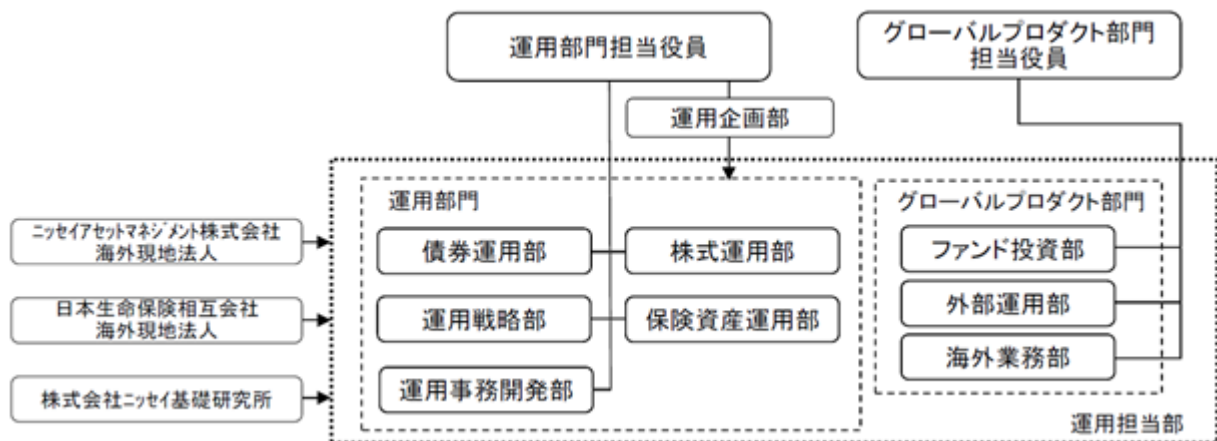 運用部門担当役員
グローバルプロダクト部門
担当役員
運用企画部
運用部門
グローバルプロダクト部門
ニッセイアセットマネジメント株式会社
海外現地法人
債券運用部
株式運用部
ファンド投資部
日本生命保険相互会社
海外現地法人
運用戦略部
保険資産運用部
外部運用部
海外業務部
株式会社ニッセイ基礎研究所
運用事務開発部
運用担当部